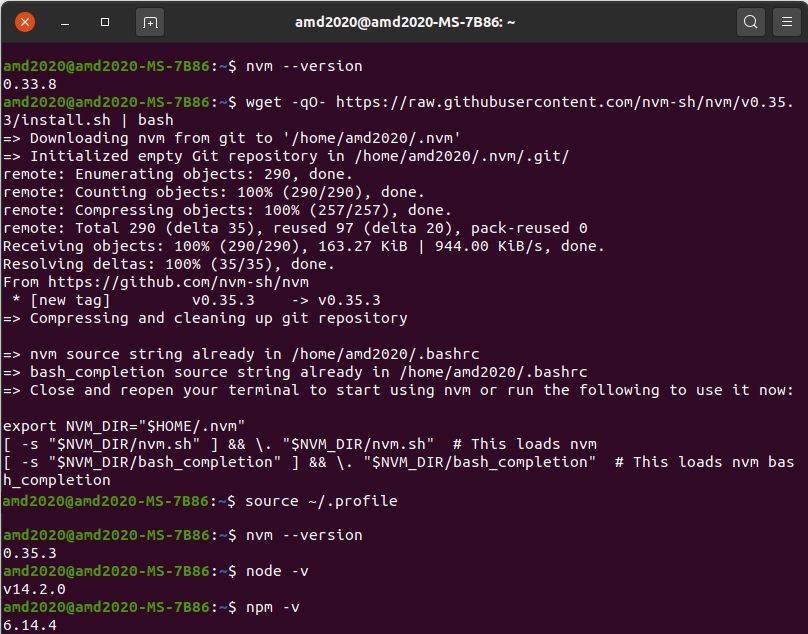 amd2020@amd2020-MS-7B86: ~
amd2020@amd2020-MS-7B86:~$ nvm --version
0.33.8
amd2020@amd2020-MS-7B86:~$ wget -qO- https://raw.githubusercontent.com/nvm-sh/nvm/v0.35.
3/install.sh | bash
=> Downloading nvm from git to '/home/amd2020/.nvm'
=> Initialized empty Git repository in /home/amd2020/.nvm/.git/
remote: Enumerating objects: 290, done.
remote: Counting objects: 100% (290/290), done.
remote: Compressing objects: 100% (257/257), done.
remote: Total 290 (delta 35), reused 97 (delta 20), pack-reused 0
Receiving objects: 100% (290/290), 163.27 KiB | 944.00 KiB/s, done.
Resolving deltas: 100% (35/35), done.
From https://github.com/nvm-sh/nvm
 * [new tag]         v0.35.3    -> v0.35.3
=> Compressing and cleaning up git repository

=> nvm source string already in /home/amd2020/.bashrc
=> bash_completion source string already in /home/amd2020/.bashrc
=> Close and reopen your terminal to start using nvm or run the following to use it now:

export NVM_DIR="$HOME/.nvm"
[ -s "$NVM_DIR/nvm.sh" ] && \. "$NVM_DIR/nvm.sh"  # This loads nvm
[ -s "$NVM_DIR/bash_completion" ] && \. "$NVM_DIR/bash_completion"  # This loads nvm bas
h_completion
amd2020@amd2020-MS-7B86:~$ source ~/.profile

amd2020@amd2020-MS-7B86:~$ nvm --version
0.35.3
amd2020@amd2020-MS-7B86:~$ node -v
v14.2.0
amd2020@amd2020-MS-7B86:~$ npm -v
6.14.4